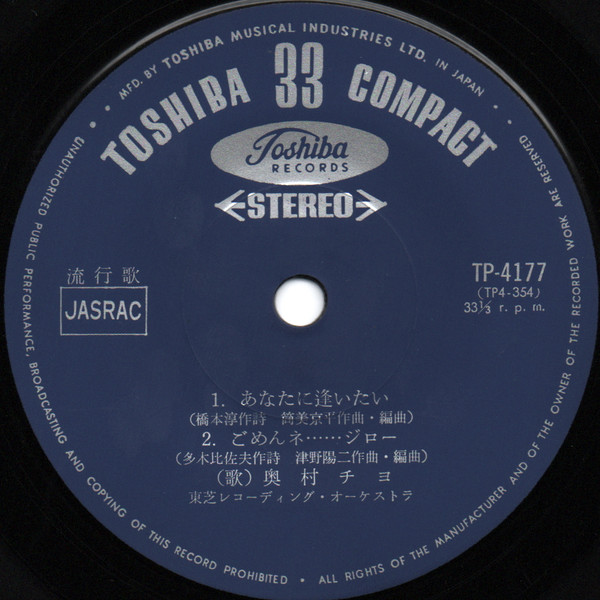 MFD. BY TOSHIBA MUSICAL INDUSTRIES LTD. IN JAPAN
TOSHIBA 33 COMPACT
Toshiba
RECORDS
STEREO
流行歌
JASRAC
TP-4177
(TP4-354)
33⅓ r. p. m.
1. あなたに逢いたい
(橋本淳作詩 筒美京平作曲・編曲)
2. ごめんネ……ジロー
(多木比佐夫作詩 津野陽二作曲・編曲)
(歌) 奥村チヨ
東芝レコーディング・オーケストラ
UNAUTHORIZED PUBLIC PERFORMANCE, BROADCASTING AND COPYING OF THIS RECORD PROHIBITED • ALL RIGHTS OF THE MANUFACTURER AND OF THE OWNER OF THE RECORDED WORK ARE RESERVED